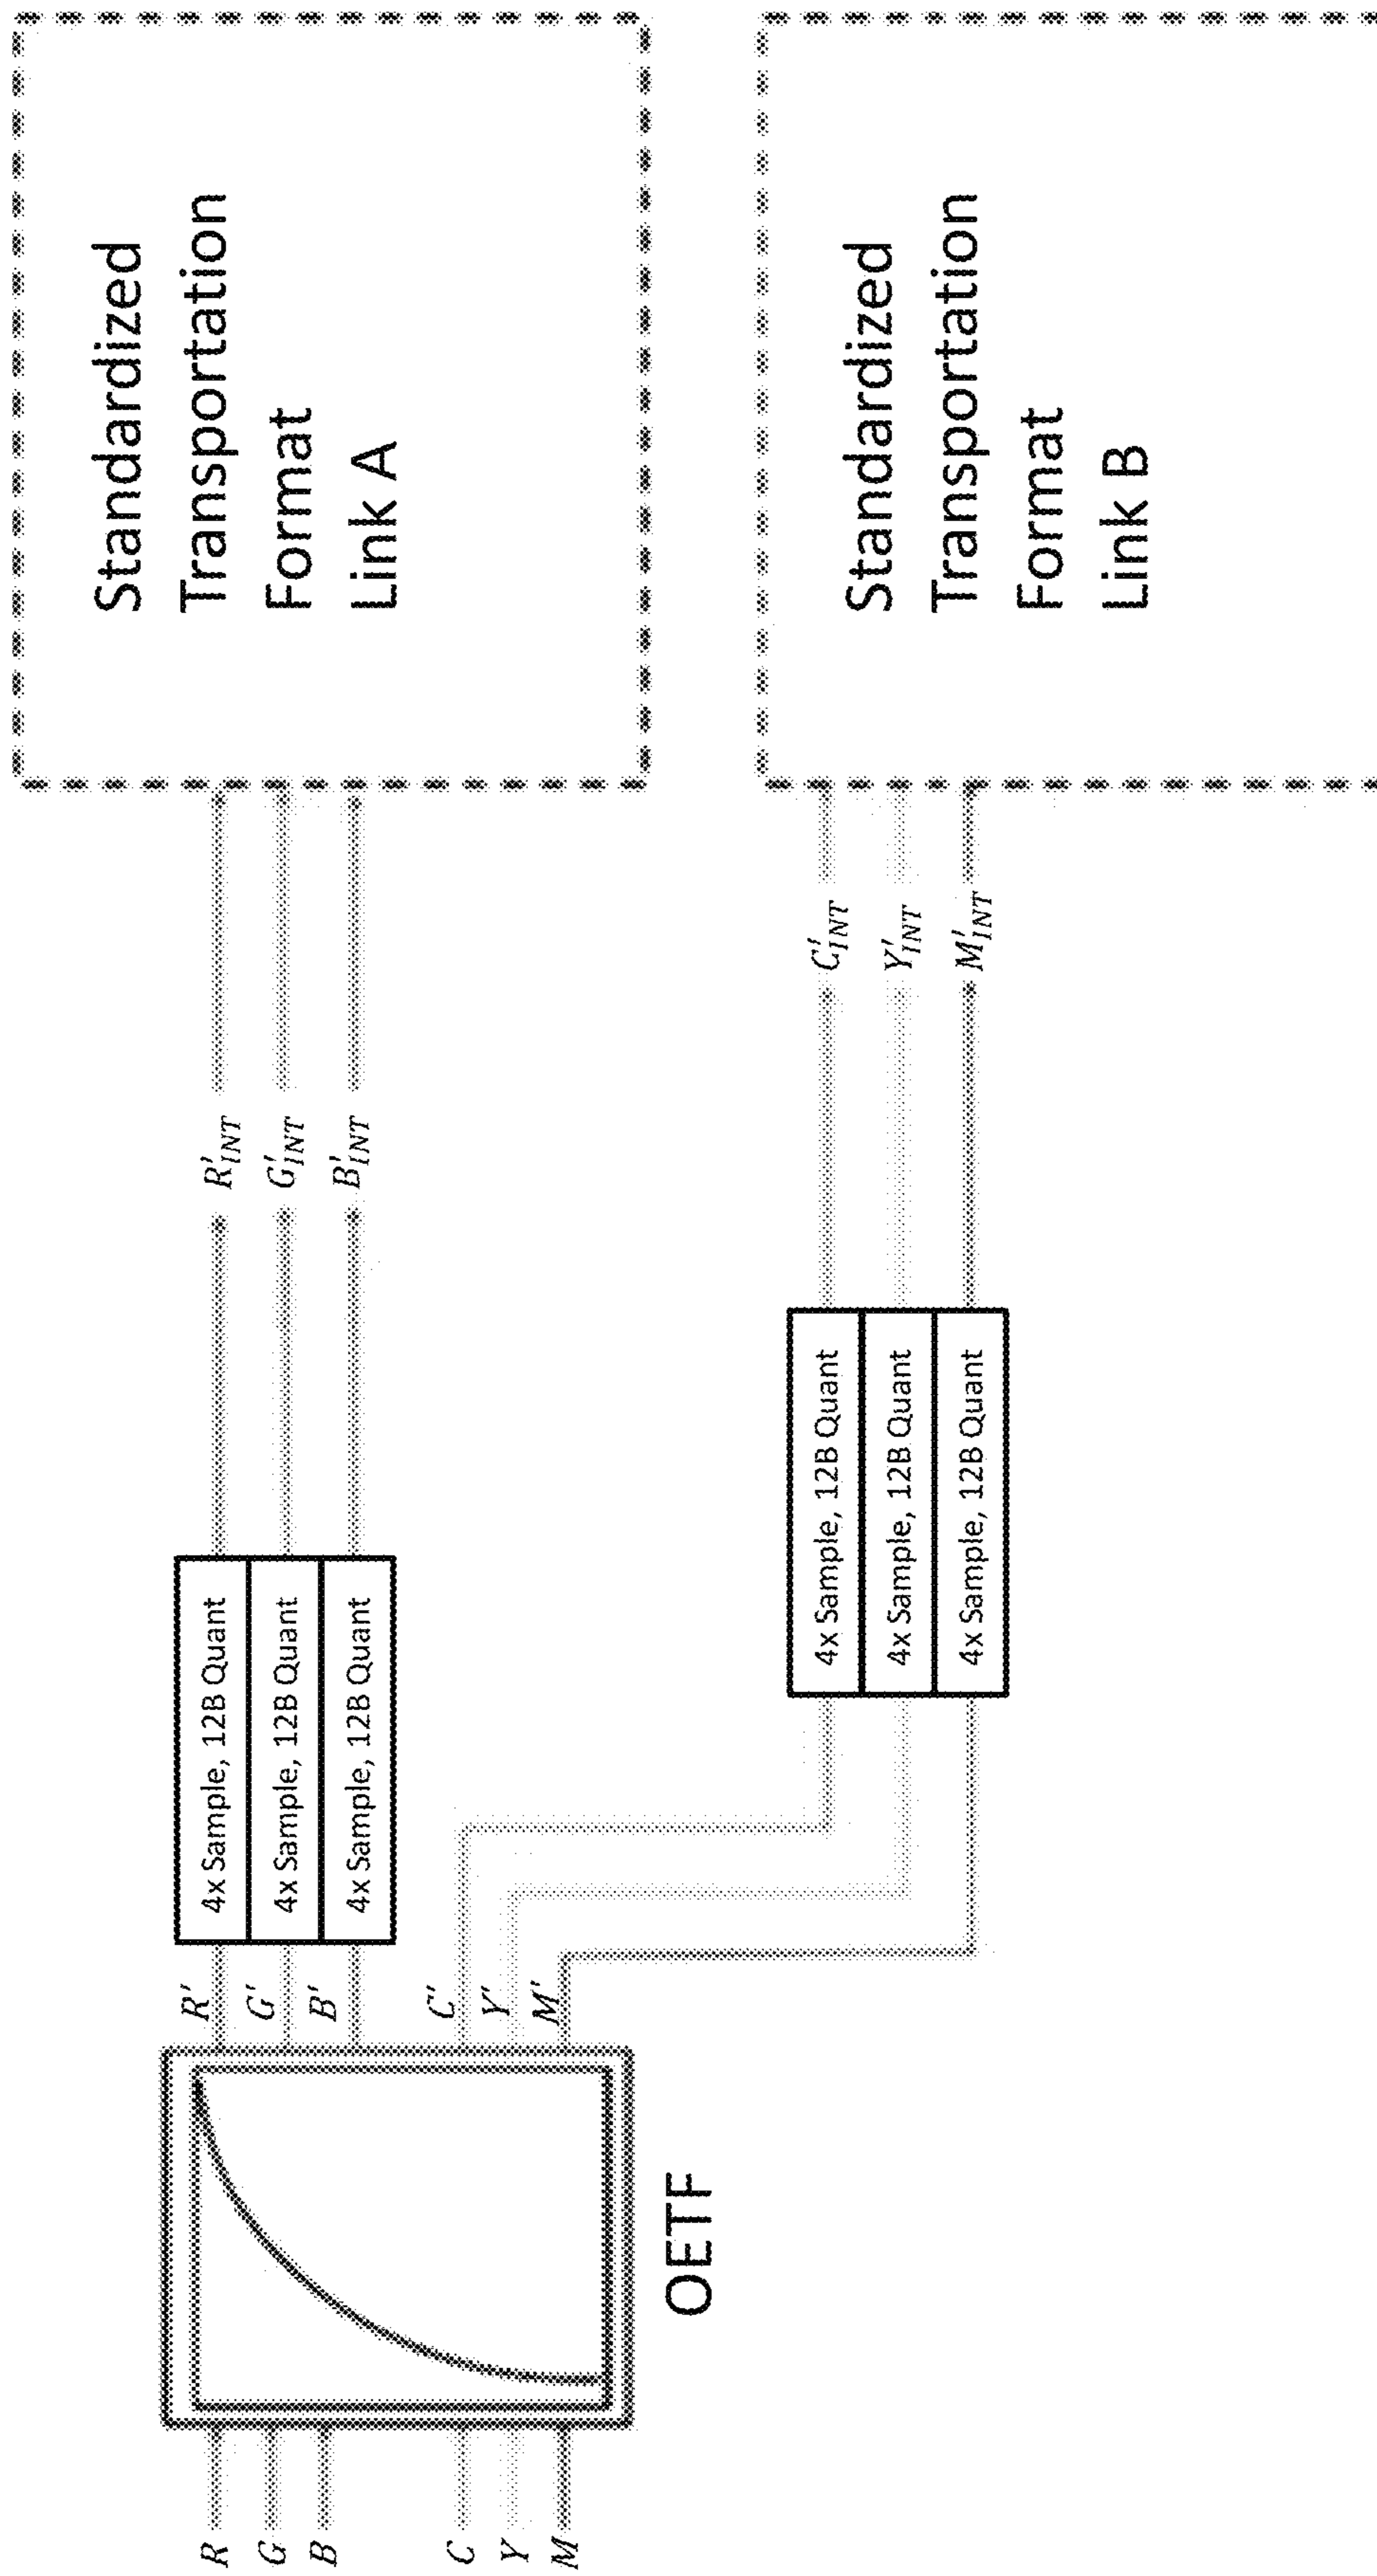 R
G
B
C
Y
M
OETF
R'
G'
B'
C'
Y'
M'
4x Sample, 12B Quant
4x Sample, 12B Quant
4x Sample, 12B Quant
4x Sample, 12B Quant
4x Sample, 12B Quant
4x Sample, 12B Quant
R'INT
G'INT
B'INT
C'INT
Y'INT
M'INT
Standardized
Transportation
Format
Link A
Standardized
Transportation
Format
Link B